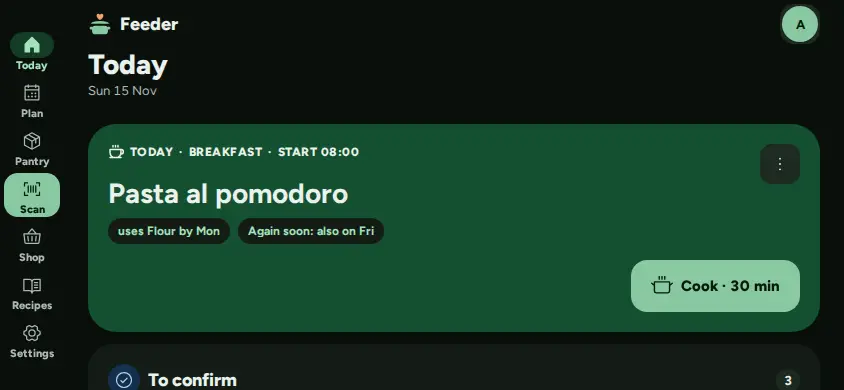 Feeder
A
Today
Sun 15 Nov
Today
Plan
Pantry
Scan
Shop
Recipes
Settings
TODAY · BREAKFAST · START 08:00
Pasta al pomodoro
uses Flour by Mon
Again soon: also on Fri
Cook · 30 min
To confirm
3